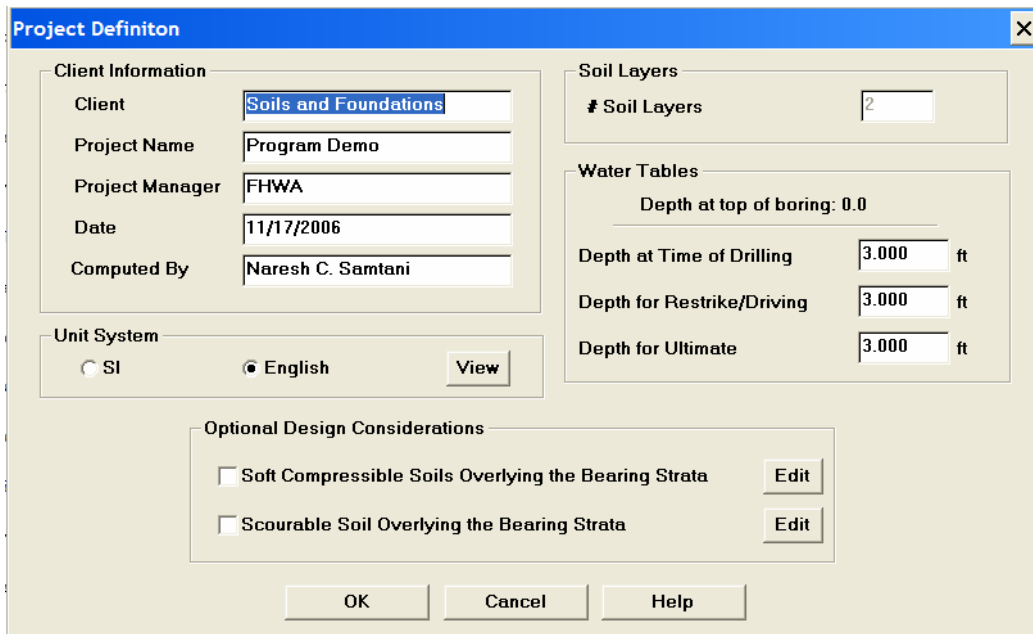 Project Definiton
Client Information
Client Soils and Foundations
Project Name Program Demo
Project Manager FHWA
Date 11/17/2006
Computed By Naresh C. Samtani
Unit System
SI English View
Soil Layers
# Soil Layers 2
Water Tables
Depth at top of boring: 0.0
Depth at Time of Drilling 3.000 ft
Depth for Restrike/Driving 3.000 ft
Depth for Ultimate 3.000 ft
Optional Design Considerations
Soft Compressible Soils Overlying the Bearing Strata Edit
Scourable Soil Overlying the Bearing Strata Edit
OK Cancel Help